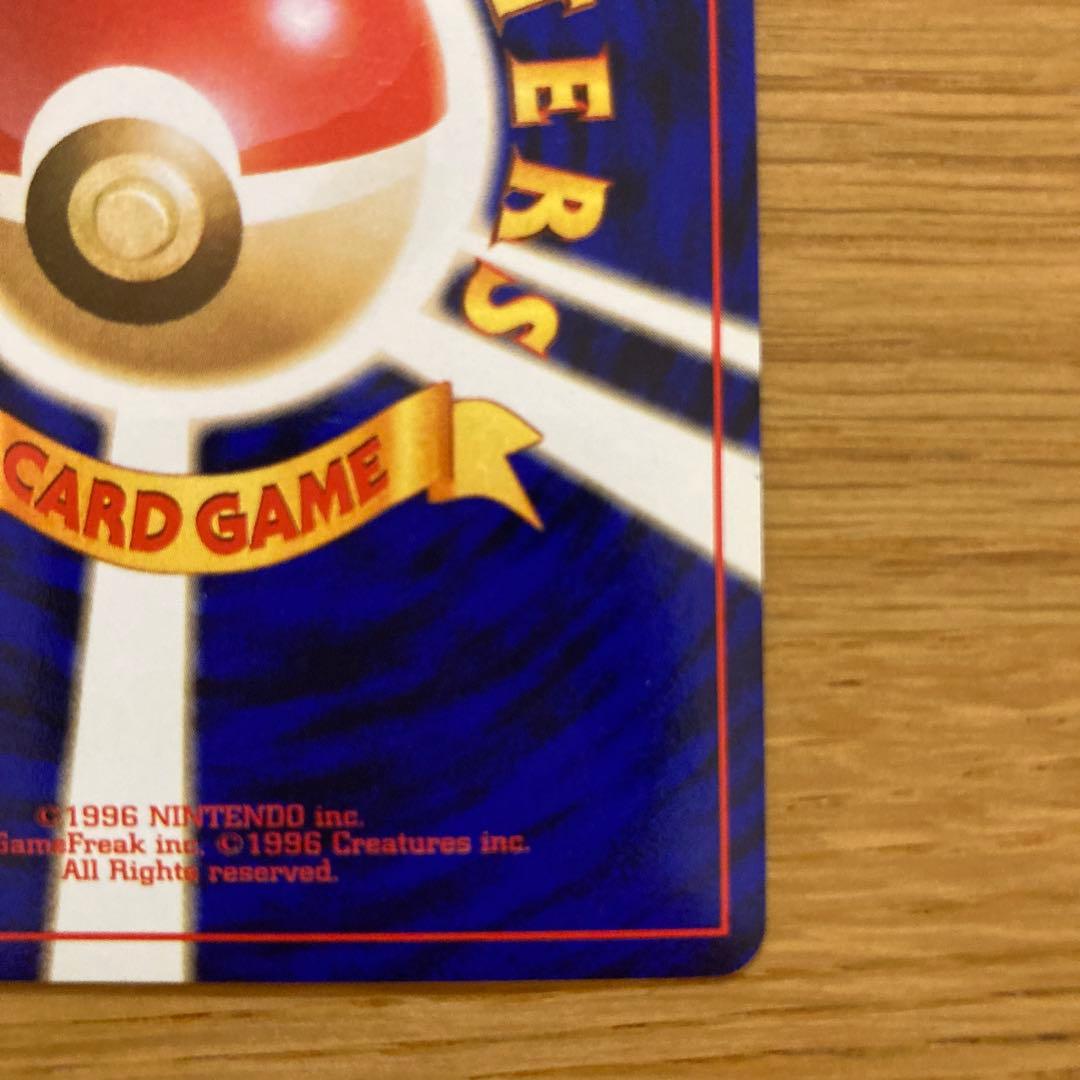 ERS
CARD GAME
©1996 NINTENDO inc.
GameFreak inc. ©1996 Creatures inc.
All Rights reserved.